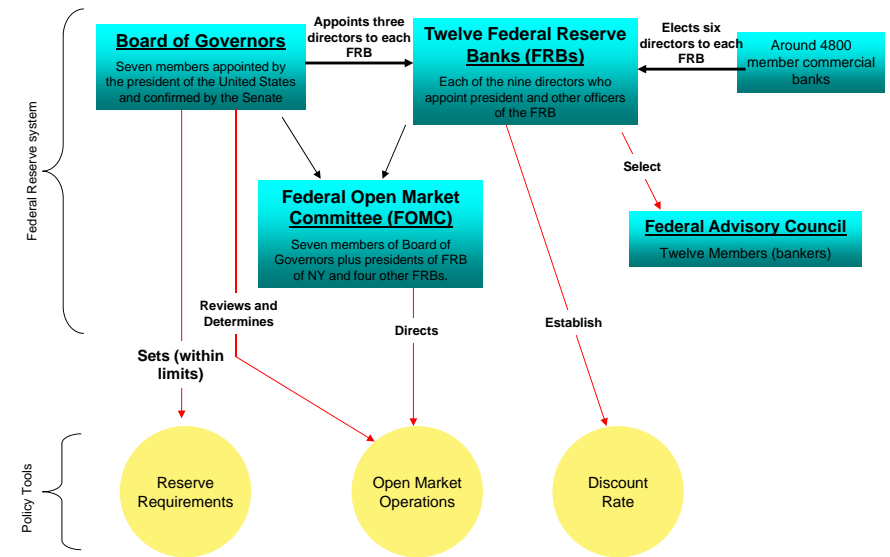 Appoints three
directors to each
FRB
Elects six
directors to each
FRB
Board of Governors
Seven members appointed by
the president of the United States
and confirmed by the Senate
Twelve Federal Reserve
Banks (FRBs)
Each of the nine directors who
appoint president and other officers
of the FRB
Around 4800
member commercial
banks
Federal Reserve system
Select
Federal Open Market
Committee (FOMC)
Seven members of Board of
Governors plus presidents of FRB
of NY and four other FRBs.
Federal Advisory Council
Twelve Members (bankers)
Reviews and
Determines
Directs
Establish
Sets (within
limits)
Policy Tools
Reserve
Requirements
Open Market
Operations
Discount
Rate